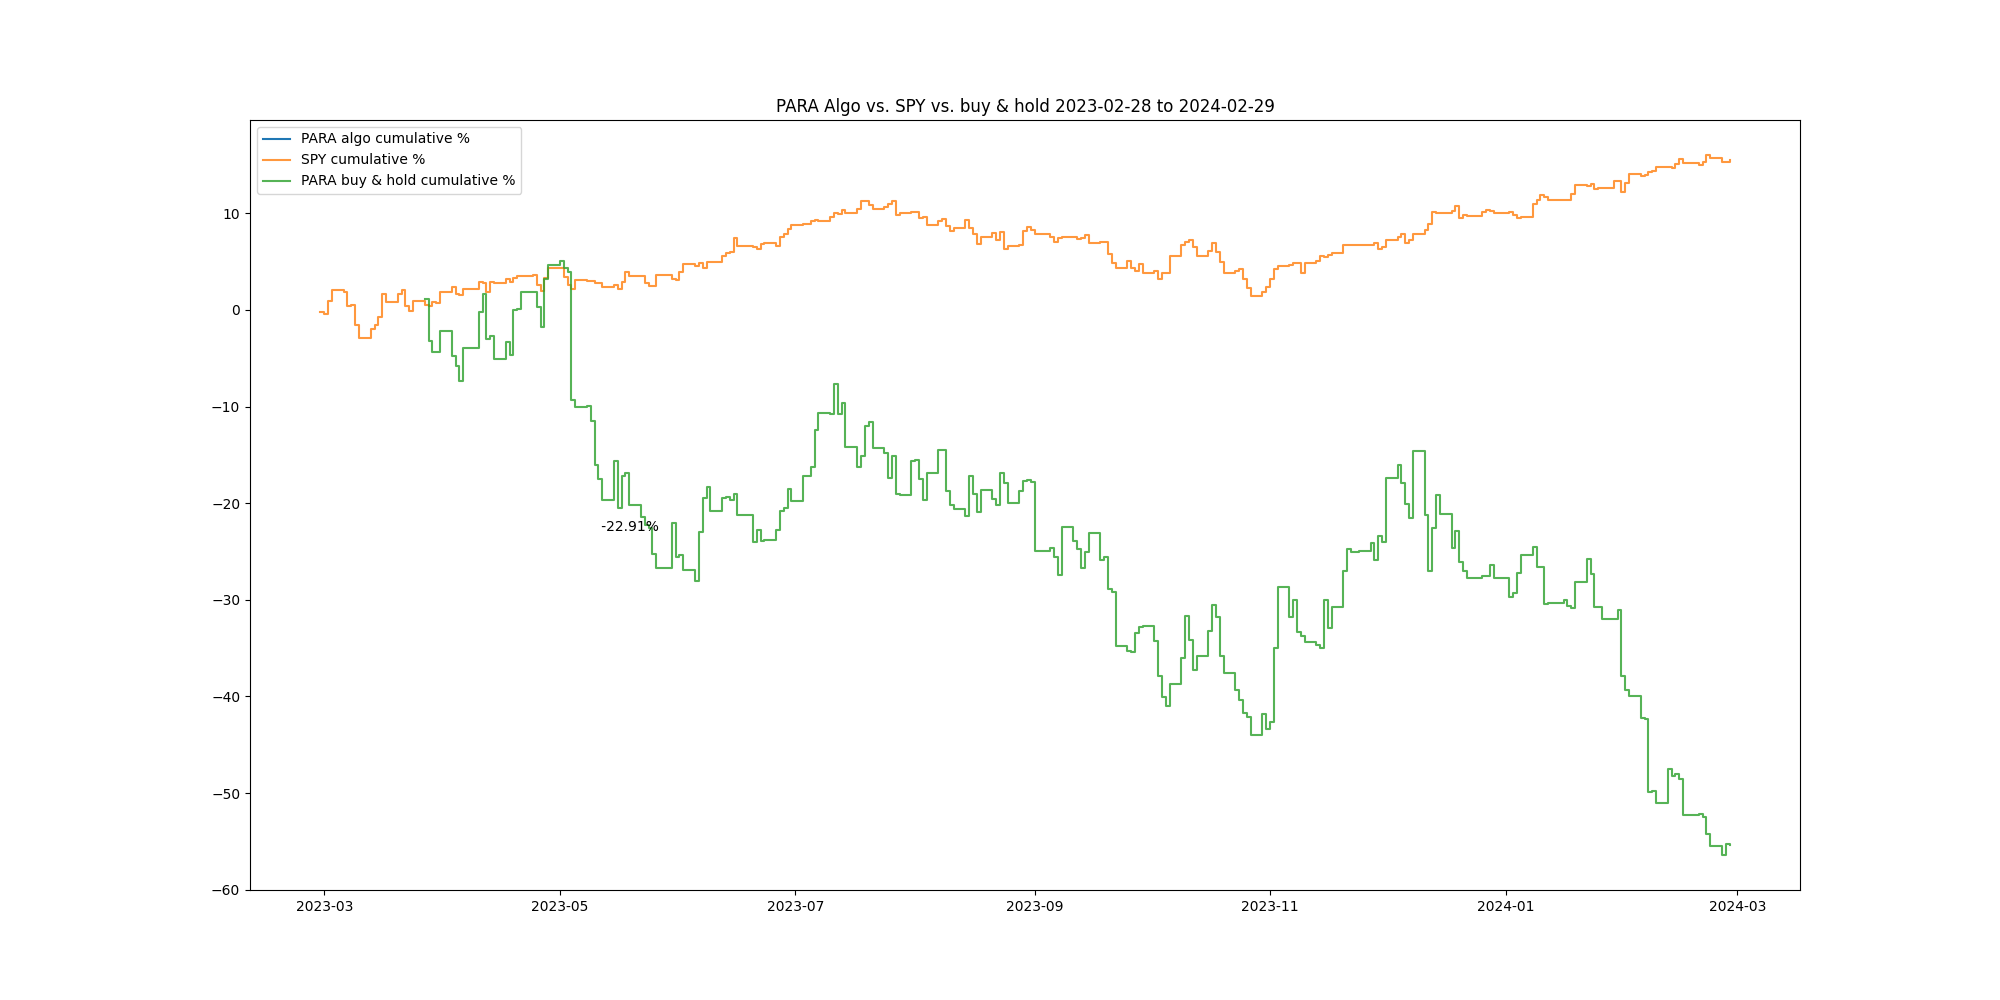 PARA Algo vs. SPY vs. buy & hold 2023-02-28 to 2024-02-29
PARA algo cumulative %
SPY cumulative %
PARA buy & hold cumulative %
10
0
−10
−20
-22.91%
−30
−40
−50
−60
2023-03 2023-05 2023-07 2023-09 2023-11 2024-01 2024-03